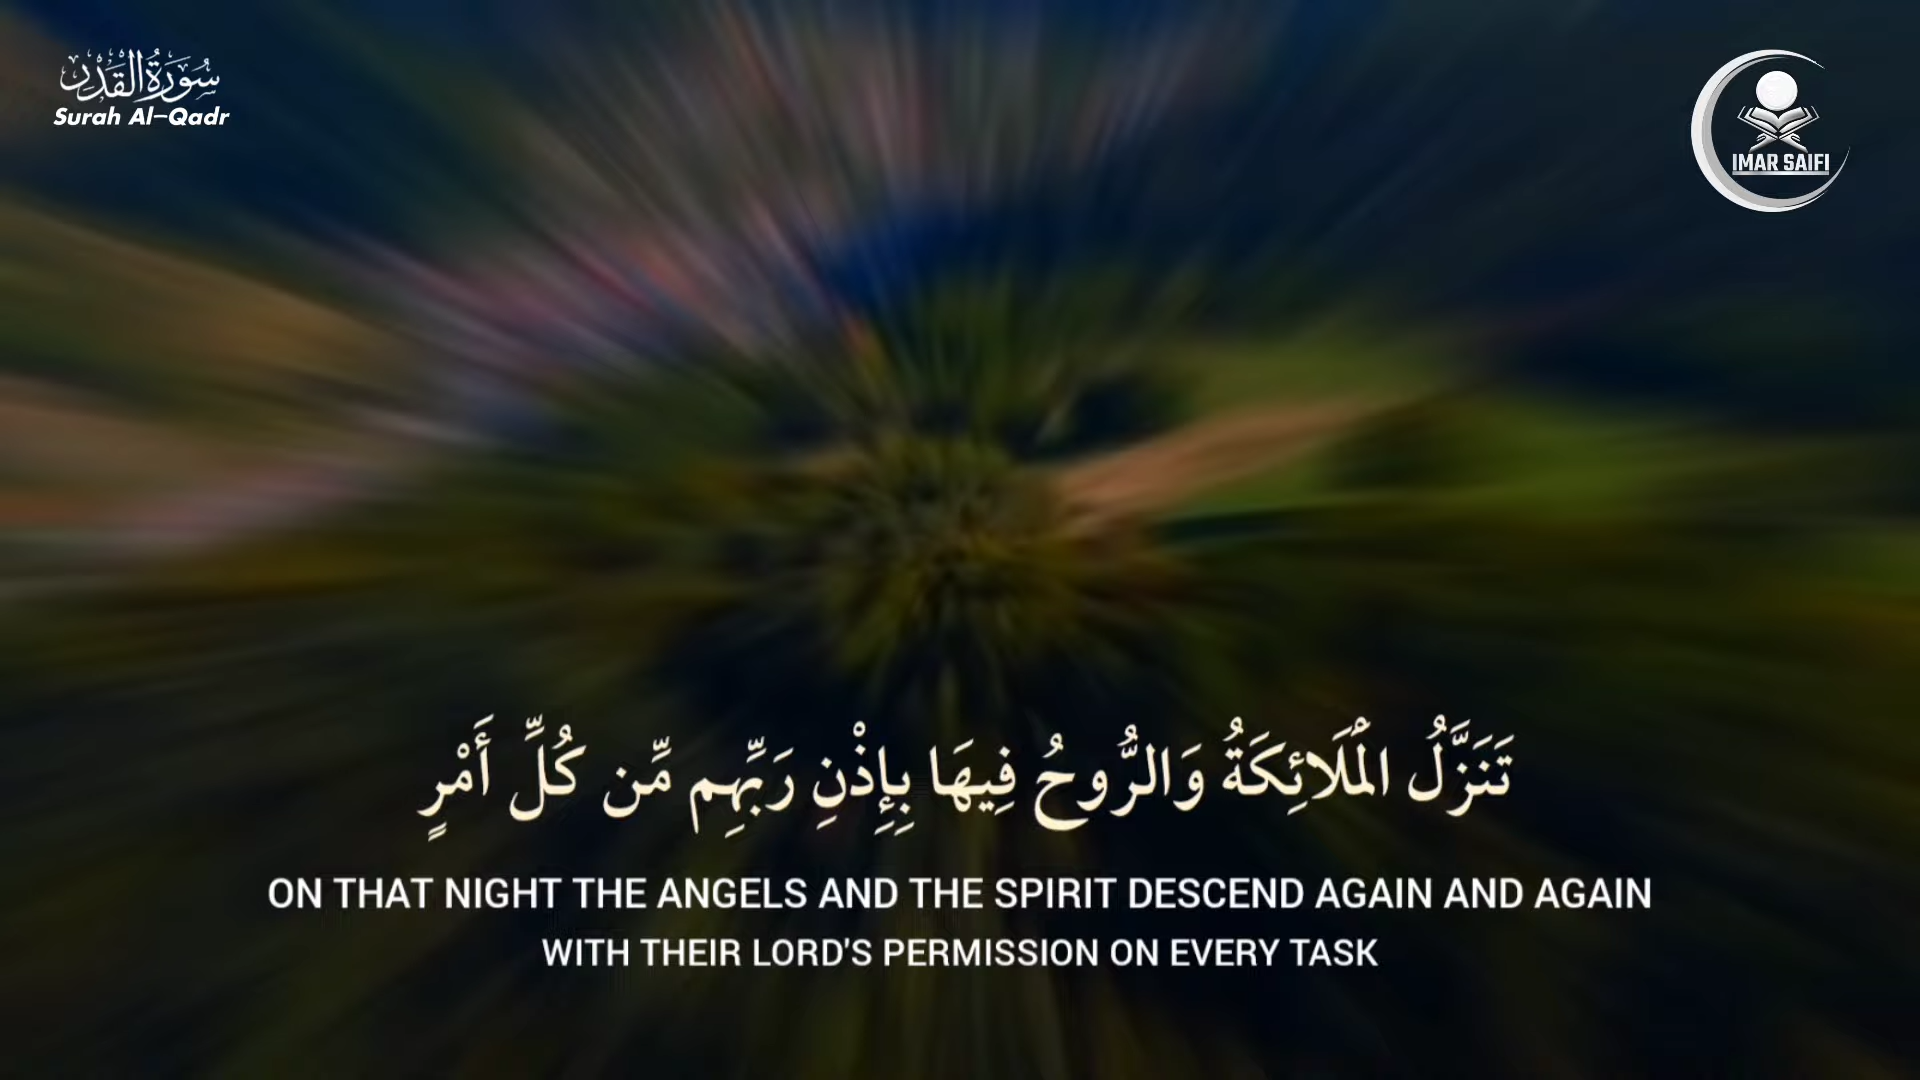 سُورَةُ القَدْر
Surah Al-Qadr
IMAR SAIFI
تَنَزَّلُ الْمَلَائِكَةُ وَالرُّوحُ فِيهَا بِإِذْنِ رَبِّهِم مِّن كُلِّ أَمْرٍ
ON THAT NIGHT THE ANGELS AND THE SPIRIT DESCEND AGAIN AND AGAIN
WITH THEIR LORD'S PERMISSION ON EVERY TASK